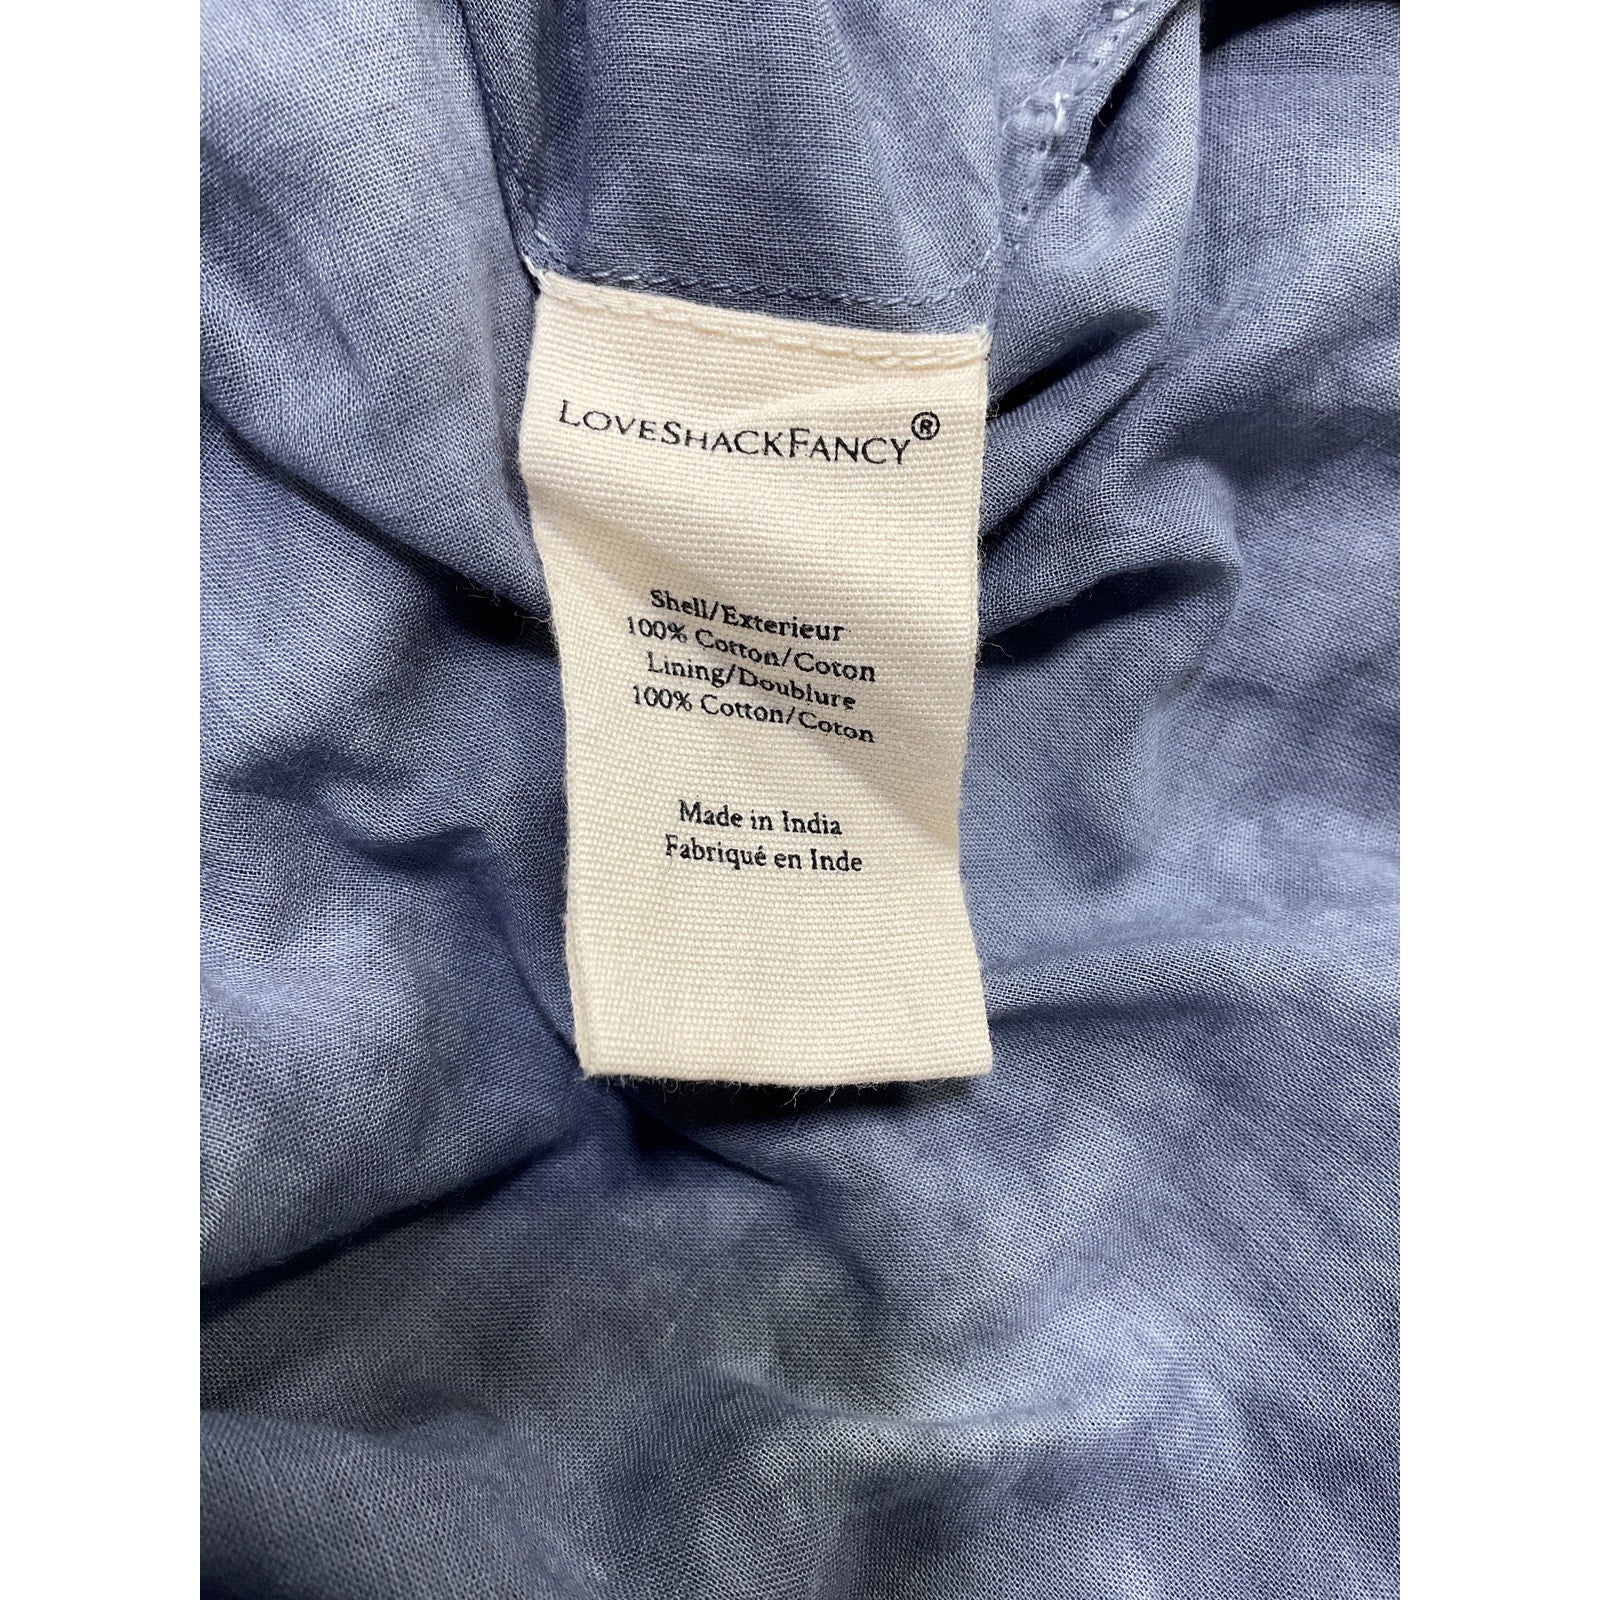 LOVESHACKFANCY®
Shell/Exterieur
100% Cotton/Coton
Lining/Doublure
100% Cotton/Coton
Made in India
Fabriqué en Inde